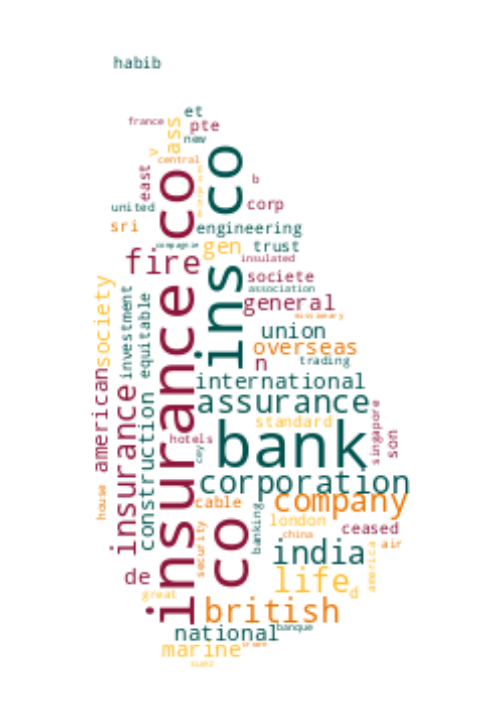 habib
et
france
ass
pte
new
v
central
co
co
east
b
united
corp
sri
engineering
compagnie
gen
trust
fire
insulated
societe
association
society
investment
equitable
general
missionary
ins
union
overseas
n
trading
international
american
insurance
assurance
construction
insurance
standard
hotels
bank
cey
singapore
son
corporation
house
cable
company
co
banking
security
london
ceased
china
air
india
de
life
d
america
great
british
national
banque
marine
suez